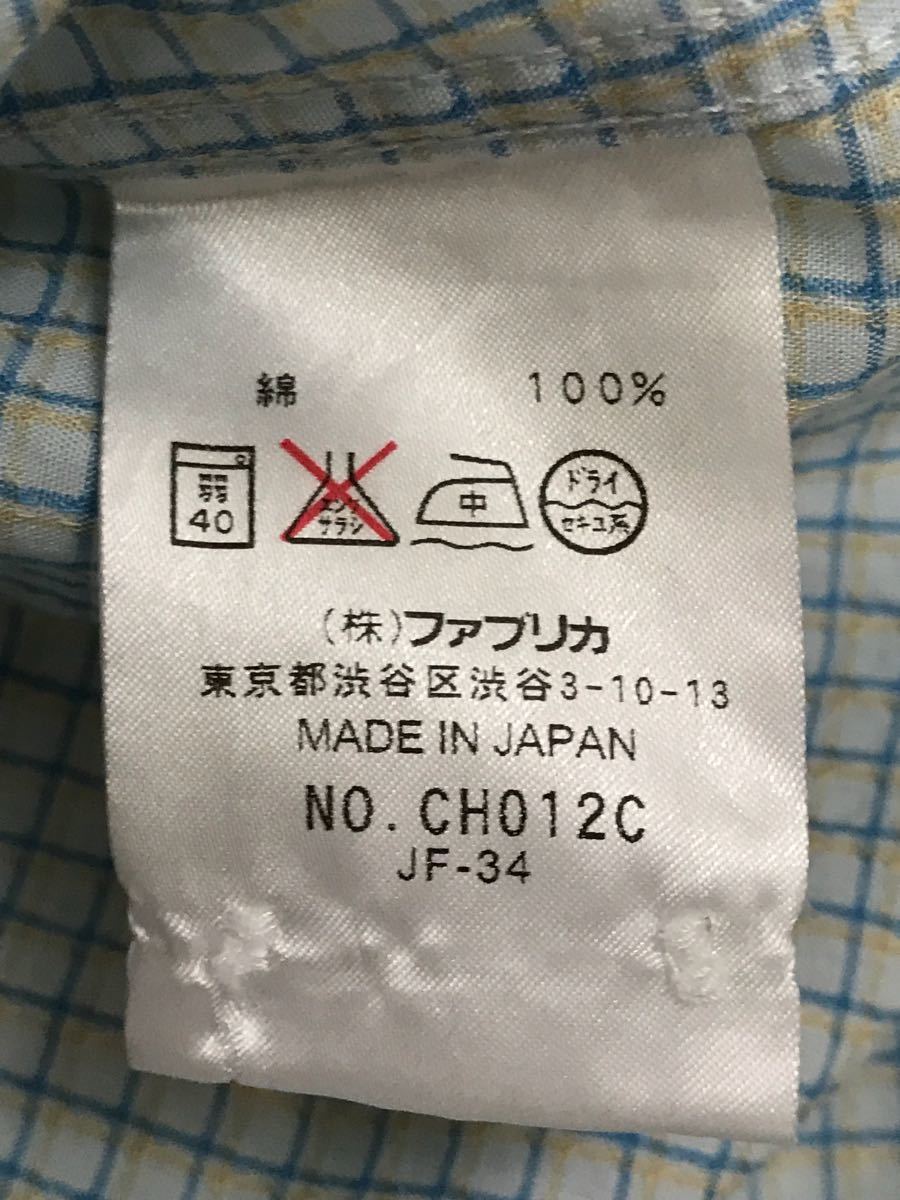 綿 100%
弱 40
エンソ サラシ
中
ドライ セキユ系
(株)ファブリカ
東京都渋谷区渋谷3-10-13
MADE IN JAPAN
NO. CH012C
JF-34